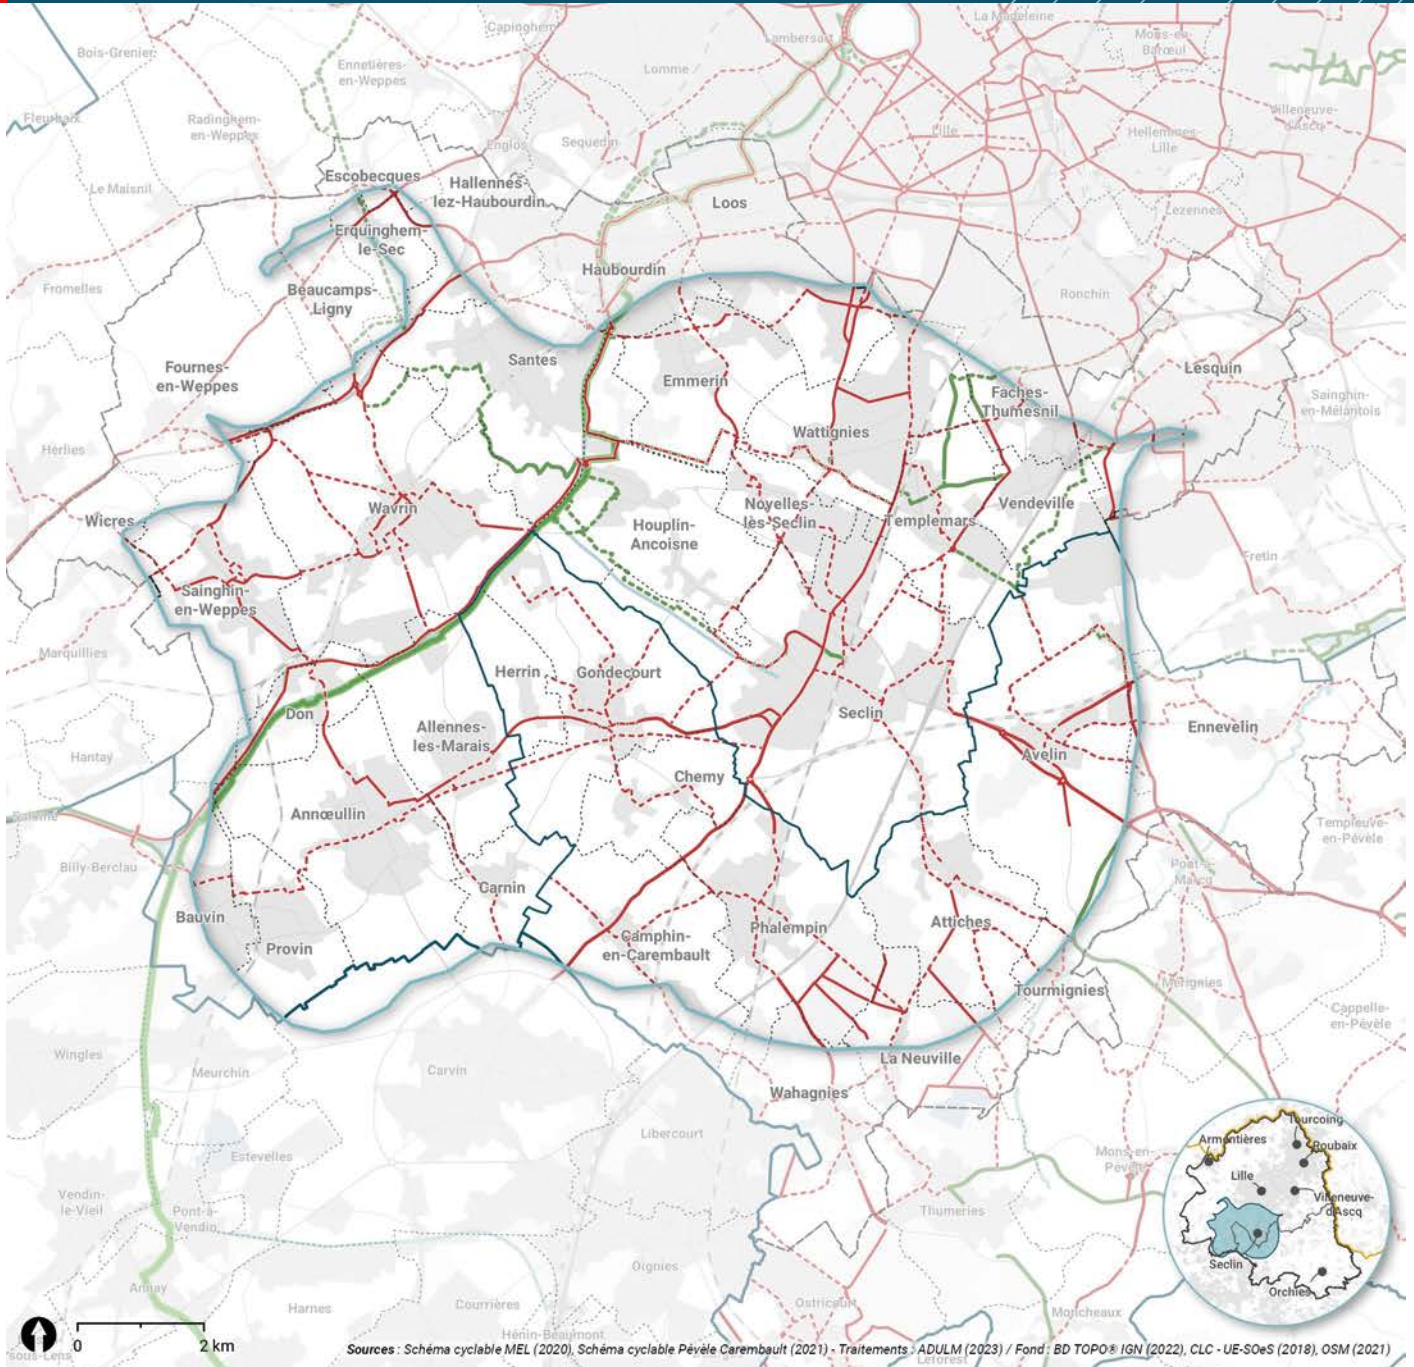 Capinghem
La Madeleine
Lambersart
Mons-en-
Barœul
Bois-Grenier
Ennetières-
en-Weppes
Lomme
Fleurbaix
Radinghem-
en-Weppes
Villeneuve-
d'Ascq
Englos
Sequedin
Lille
Hellemmes-
Lille
Le Maisnil
Escobecques
Hallennes-
lez-Haubourdin
Loos
Lezennes
Erquinghem-
le-Sec
Haubourdin
Fromelles
Beaucamps-
Ligny
Ronchin
Santes
Fournes-
en-Weppes
Emmerin
Lesquin
Faches-
Thumesnil
Sainghin-
en-Mélantois
Herlies
Wattignies
Wicres
Wavrin
Houplin-
Ancoisne
Noyelles-
lès-Seclin
Templemars
Vendeville
Fretin
Sainghin-
en-Weppes
Marquillies
Herrin
Gondecourt
Don
Allennes-
les-Marais
Seclin
Ennevelin
Hantay
Avelin
Chemy
Salomé
Annœullin
Templeuve-
en-Pévèle
Billy-Berclau
Pont-à-
Marcq
Carnin
Bauvin
Provin
Camphin-
en-Carembault
Phalempin
Attiches
Tourmignies
Mérignies
Cappelle-
en-Pévèle
Wingles
Meurchin
Carvin
La Neuville
Wahagnies
Libercourt
Estevelles
Mons-en-
Pévèle
Vendin-
le-Vieil
Pont-à-
Vendin
Thumeries
Oignies
Annay
Harnes
Courrières
Ostricourt
Moncheaux
Hénin-Beaumont
Leforest
Tourcoing
Armentières
Roubaix
Lille
Villeneuve-
d'Ascq
Seclin
Orchies
0 2 km
Sources : Schéma cyclable MEL (2020), Schéma cyclable Pévèle Carembault (2021) - Traitements : ADULM (2023) / Fond : BD TOPO® IGN (2022), CLC - UE-SOeS (2018), OSM (2021)